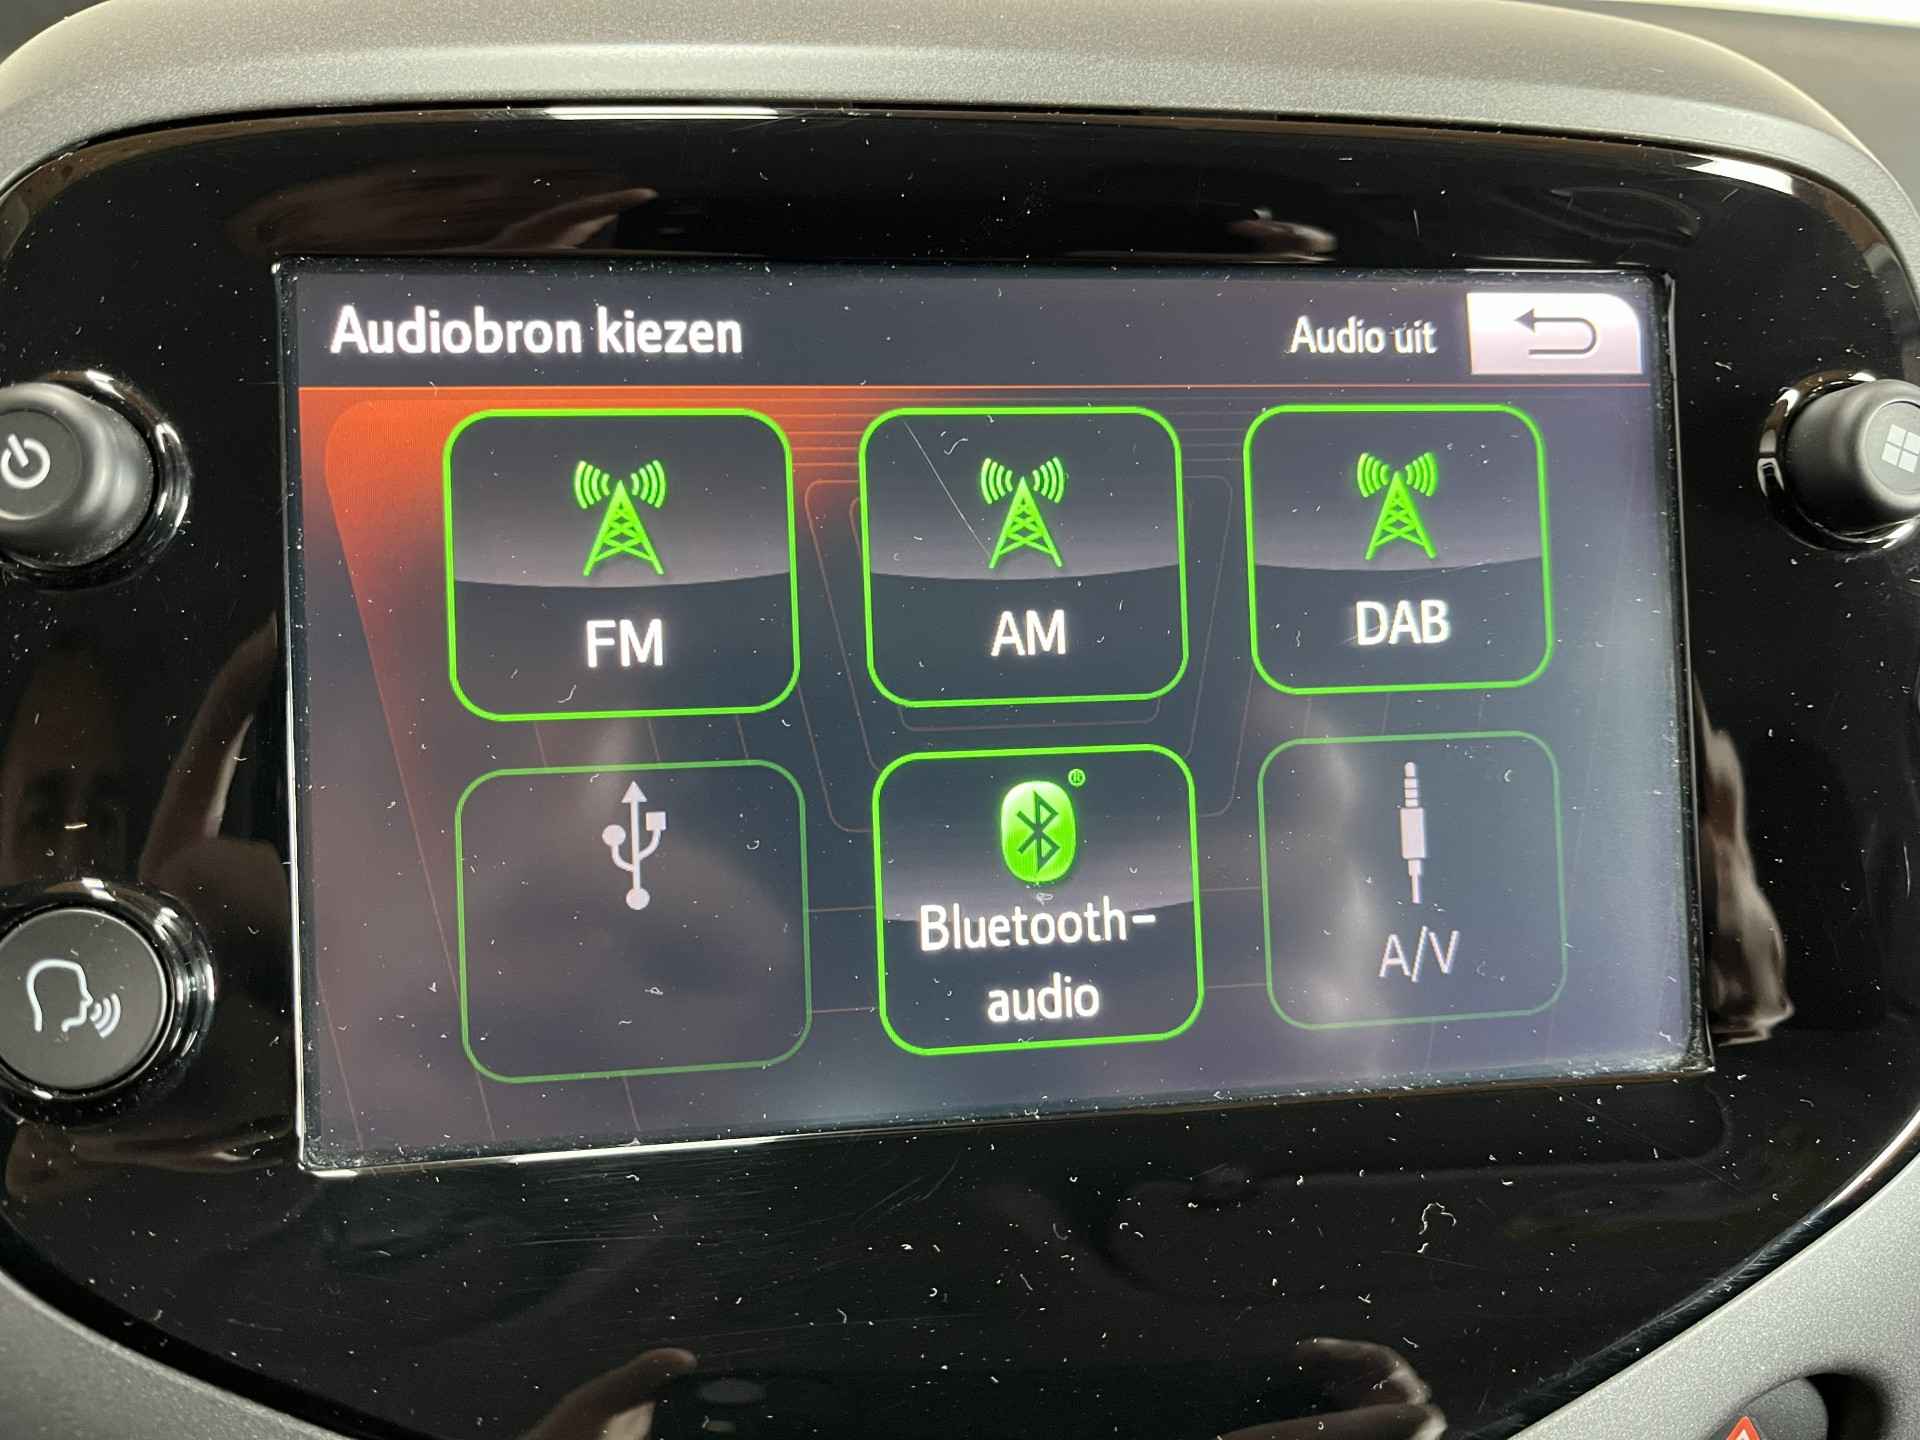 Audiobron kiezen
Audio uit
FM
AM
DAB
Bluetooth-
audio
A/V